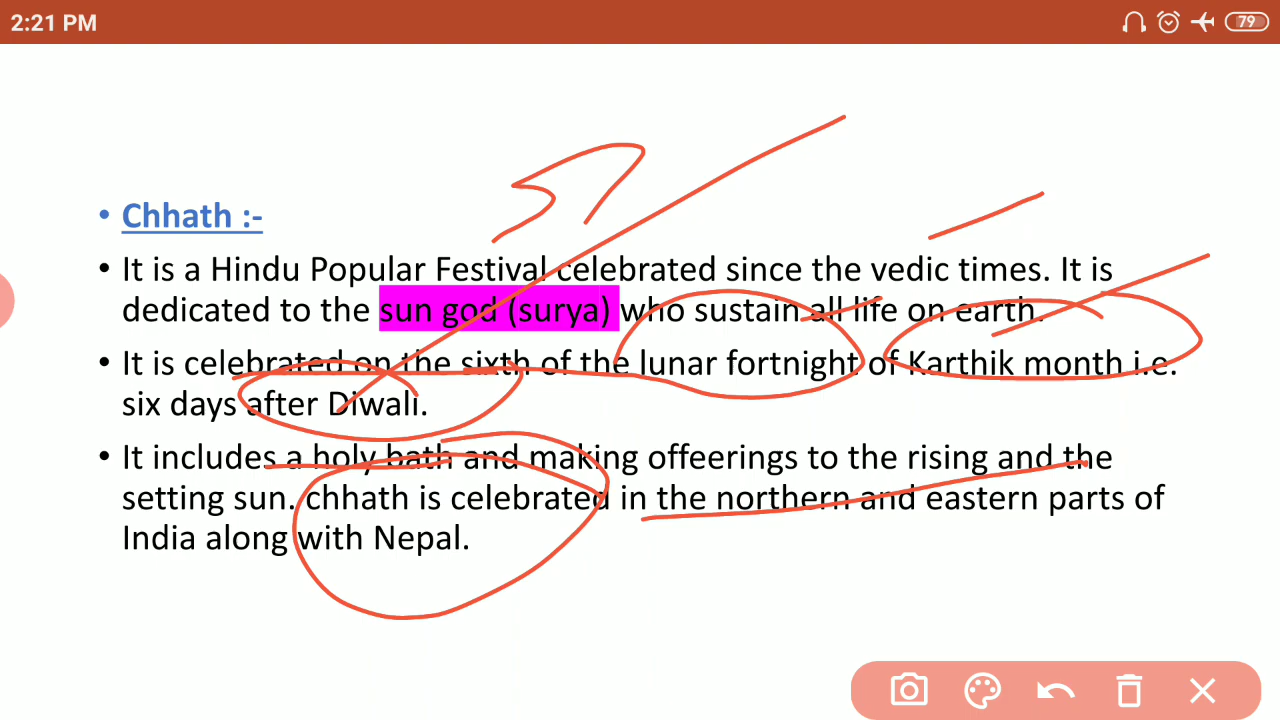 2:21 PM
79
• Chhath :-
• It is a Hindu Popular Festival celebrated since the vedic times. It is
dedicated to the sun god (surya) who sustain all life on earth.
• It is celebrated on the sixth of the lunar fortnight of Karthik month i.e.
six days after Diwali.
• It includes a holy bath and making offeerings to the rising and the
setting sun. chhath is celebrated in the northern and eastern parts of
India along with Nepal.